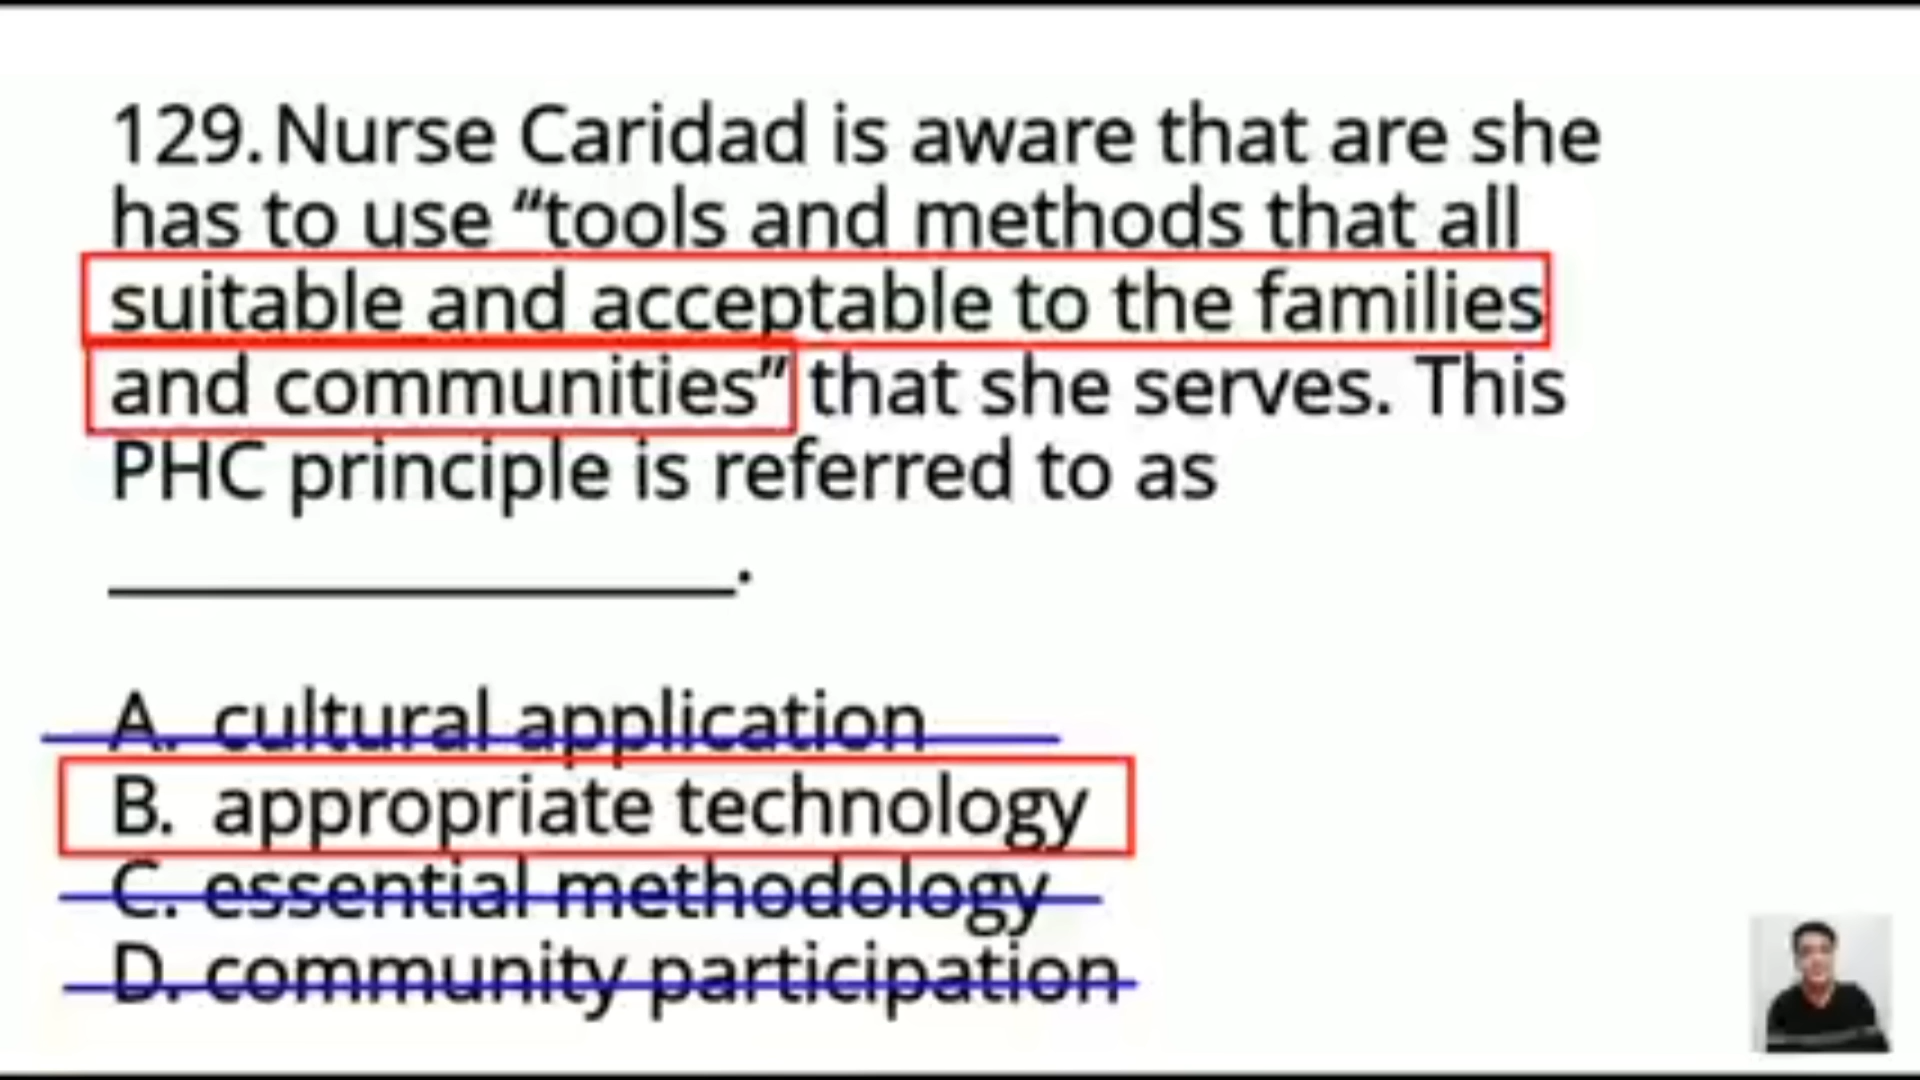 129. Nurse Caridad is aware that are she
has to use “tools and methods that all
suitable and acceptable to the families
and communities” that she serves. This
PHC principle is referred to as
_______________.
A. cultural application
B. appropriate technology
C. essential methodology
D. community participation